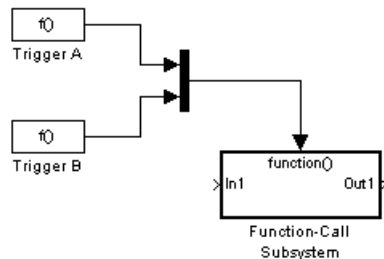 f()
Trigger A
f()
Trigger B
function()
In1
Out1
Function-Call
Subsystem